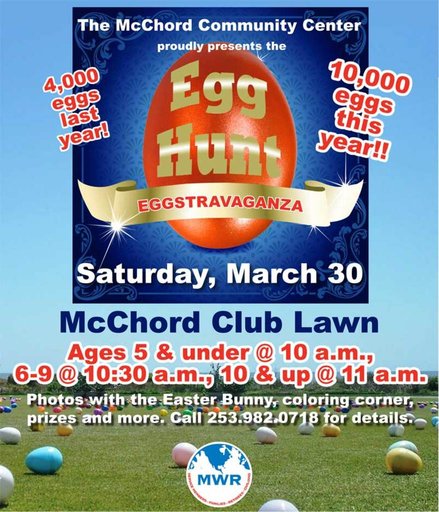 The McChord Community Center
proudly presents the
4,000
eggs
last
year!
10,000
eggs
this
year!!
Egg
Hunt
EGGSTRAVAGANZA
Saturday, March 30
McChord Club Lawn
Ages 5 & under @ 10 a.m.,
6-9 @ 10:30 a.m., 10 & up @ 11 a.m.
Photos with the Easter Bunny, coloring corner,
prizes and more. Call 253.982.0718 for details.
MWR